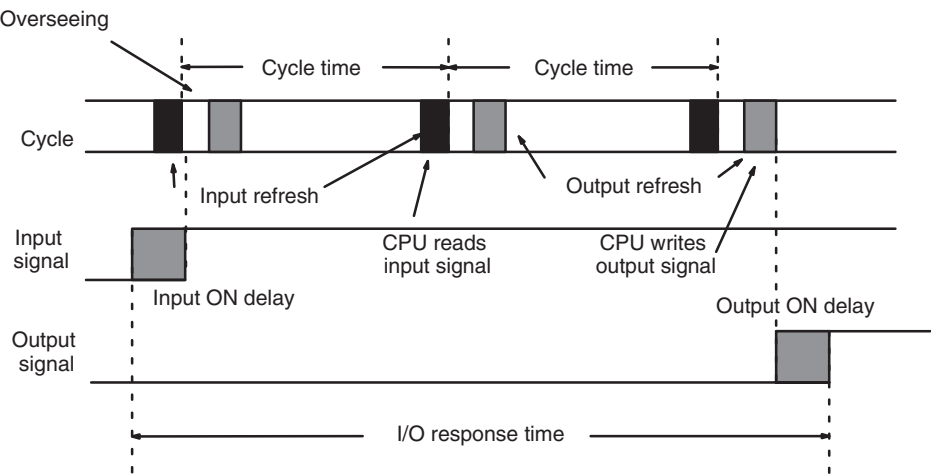 Overseeing
Cycle time
Cycle time
Cycle
Input refresh
Output refresh
Input
signal
CPU reads
input signal
CPU writes
output signal
Input ON delay
Output ON delay
Output
signal
I/O response time